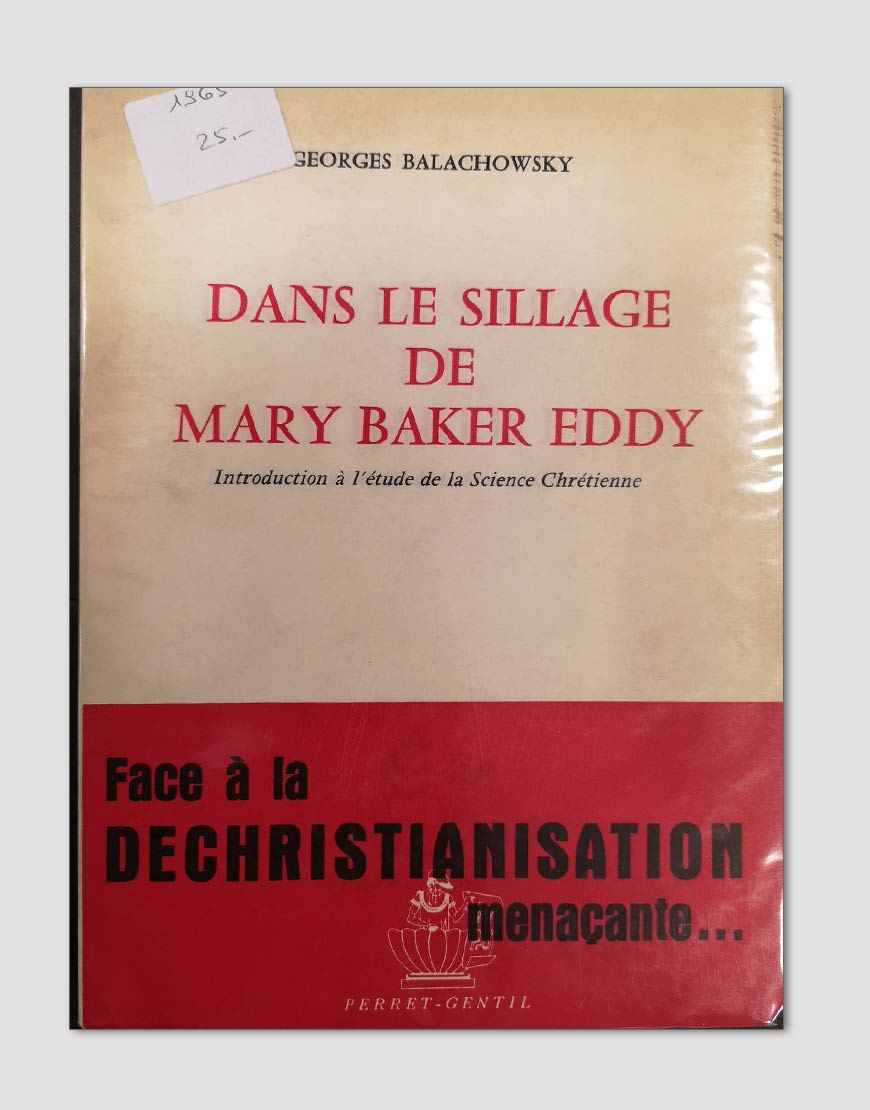 25.-
GEORGES BALACHOWSKY
DANS LE SILLAGE
DE
MARY BAKER EDDY
Introduction à l'étude de la Science Chrétienne
Face à la
DECHRISTIANISATION
menaçante...
PERRET-GENTIL